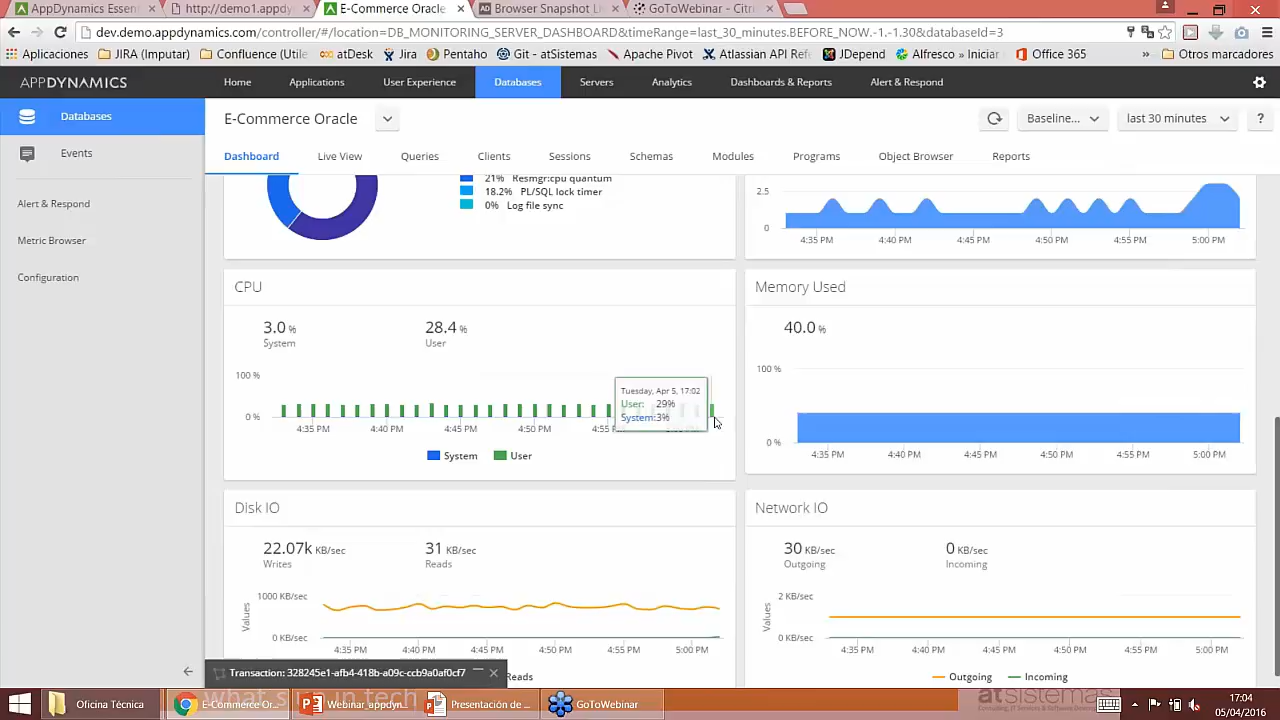 AppDynamics Essen
http://demo1.appdy
E-Commerce Oracle
Browser Snapshot Li
GoToWebinar - Citri
dev.demo.appdynamics.com/controller/#/location=DB_MONITORING_SERVER_DASHBOARD&timeRange=last_30_minutes.BEFORE_NOW.-1.-1.30&databaseId=3
Aplicaciones JIRA (Imputar) Confluence (Utile atDesk Jira Pentaho Git - atSistemas Apache Pivot Atlassian API Refe JDepend Alfresco » Iniciar Office 365 » Otros marcadores
APPDYNAMICS Home Applications User Experience Databases Servers Analytics Dashboards & Reports Alert & Respond
Databases
Events
Alert & Respond
Metric Browser
Configuration
E-Commerce Oracle
Baseline... last 30 minutes ?
Dashboard Live View Queries Clients Sessions Schemas Modules Programs Object Browser Reports
21% Resmgr:cpu quantum
18.2% PL/SQL lock timer
0% Log file sync
2.5
0
4:35 PM 4:40 PM 4:45 PM 4:50 PM 4:55 PM 5:00 PM
CPU
3.0 % 28.4 %
System User
100 %
0 %
Tuesday, Apr 5, 17:02
User: 29%
System:3%
4:35 PM 4:40 PM 4:45 PM 4:50 PM 4:55 P
System User
Memory Used
40.0 %
100 %
0 %
4:35 PM 4:40 PM 4:45 PM 4:50 PM 4:55 PM 5:00 PM
Disk IO
22.07k KB/sec 31 KB/sec
Writes Reads
Values
1000 KB/sec
0 KB/sec
4:35 PM 4:40 PM 4:45 PM 4:50 PM 4:55 PM 5:00 PM
Reads
Network IO
30 KB/sec 0 KB/sec
Outgoing Incoming
Values
2 KB/sec
0 KB/sec
4:35 PM 4:40 PM 4:45 PM 4:50 PM 4:55 PM 5:00 PM
Outgoing Incoming
Transaction: 328245e1-afb4-418b-a09c-ccb9a0af0cf7
Oficina Técnica
E-Commerce Or...
Webinar_appdyn...
Presentación de ...
GoToWebinar
atsistemas
17:04
05/04/2016